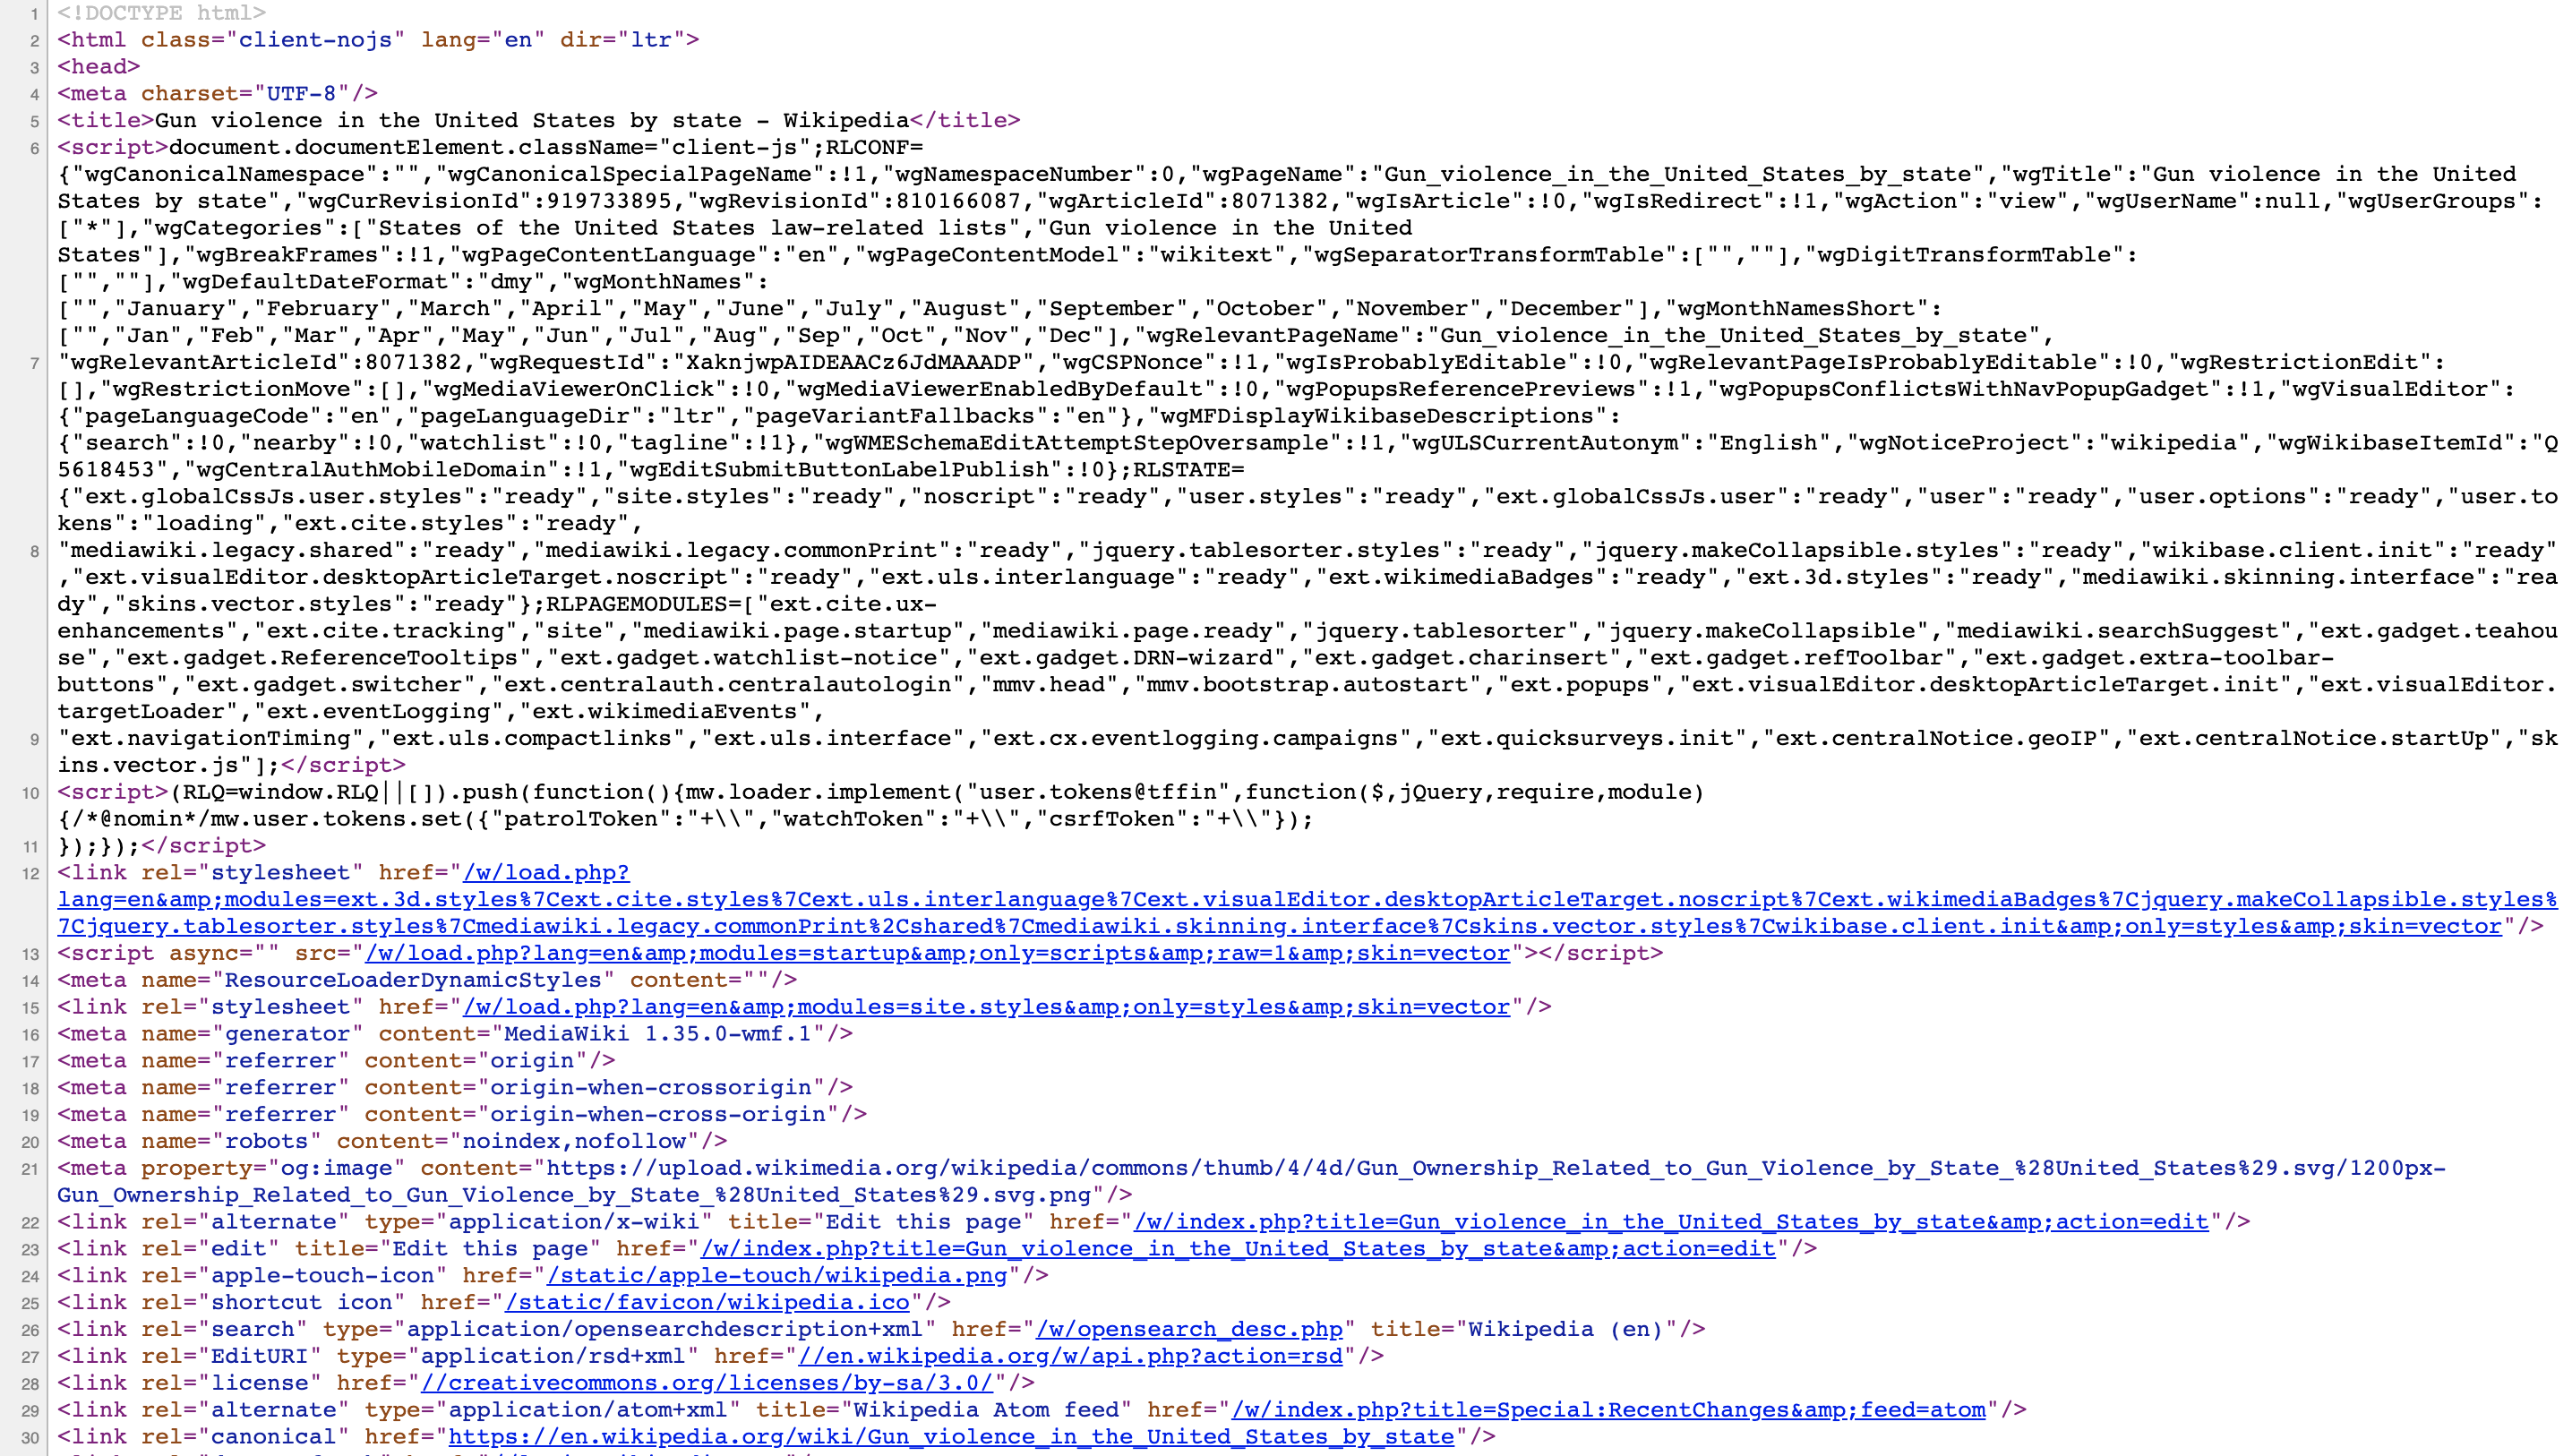 1 <!DOCTYPE html>
2 <html class="client-nojs" lang="en" dir="ltr">
3 <head>
4 <meta charset="UTF-8"/>
5 <title>Gun violence in the United States by state - Wikipedia</title>
6 <script>document.documentElement.className="client-js";RLCONF=
{"wgCanonicalNamespace":"","wgCanonicalSpecialPageName":!1,"wgNamespaceNumber":0,"wgPageName":"Gun_violence_in_the_United_States_by_state","wgTitle":"Gun violence in the United
States by state","wgCurRevisionId":919733895,"wgRevisionId":810166087,"wgArticleId":8071382,"wgIsArticle":!0,"wgIsRedirect":!1,"wgAction":"view","wgUserName":null,"wgUserGroups":
["*"],"wgCategories":["States of the United States law-related lists","Gun violence in the United
States"],"wgBreakFrames":!1,"wgPageContentLanguage":"en","wgPageContentModel":"wikitext","wgSeparatorTransformTable":["",""],"wgDigitTransformTable":
["",""],"wgDefaultDateFormat":"dmy","wgMonthNames":
["","January","February","March","April","May","June","July","August","September","October","November","December"],"wgMonthNamesShort":
["","Jan","Feb","Mar","Apr","May","Jun","Jul","Aug","Sep","Oct","Nov","Dec"],"wgRelevantPageName":"Gun_violence_in_the_United_States_by_state",
7 "wgRelevantArticleId":8071382,"wgRequestId":"XaknjwpAIDEAACz6JdMAAADP","wgCSPNonce":!1,"wgIsProbablyEditable":!0,"wgRelevantPageIsProbablyEditable":!0,"wgRestrictionEdit":
[],"wgRestrictionMove":[],"wgMediaViewerOnClick":!0,"wgMediaViewerEnabledByDefault":!0,"wgPopupsReferencePreviews":!1,"wgPopupsConflictsWithNavPopupGadget":!1,"wgVisualEditor":
{"pageLanguageCode":"en","pageLanguageDir":"ltr","pageVariantFallbacks":"en"},"wgMFDisplayWikibaseDescriptions":
{"search":!0,"nearby":!0,"watchlist":!0,"tagline":!1},"wgWMESchemaEditAttemptStepOversample":!1,"wgULSCurrentAutonym":"English","wgNoticeProject":"wikipedia","wgWikibaseItemId":"Q
5618453","wgCentralAuthMobileDomain":!1,"wgEditSubmitButtonLabelPublish":!0};RLSTATE=
{"ext.globalCssJs.user.styles":"ready","site.styles":"ready","noscript":"ready","user.styles":"ready","ext.globalCssJs.user":"ready","user":"ready","user.options":"ready","user.to
kens":"loading","ext.cite.styles":"ready",
8 "mediawiki.legacy.shared":"ready","mediawiki.legacy.commonPrint":"ready","jquery.tablesorter.styles":"ready","jquery.makeCollapsible.styles":"ready","wikibase.client.init":"ready"
,"ext.visualEditor.desktopArticleTarget.noscript":"ready","ext.uls.interlanguage":"ready","ext.wikimediaBadges":"ready","ext.3d.styles":"ready","mediawiki.skinning.interface":"rea
dy","skins.vector.styles":"ready"};RLPAGEMODULES=["ext.cite.ux-
enhancements","ext.cite.tracking","site","mediawiki.page.startup","mediawiki.page.ready","jquery.tablesorter","jquery.makeCollapsible","mediawiki.searchSuggest","ext.gadget.teahou
se","ext.gadget.ReferenceTooltips","ext.gadget.watchlist-notice","ext.gadget.DRN-wizard","ext.gadget.charinsert","ext.gadget.refToolbar","ext.gadget.extra-toolbar-
buttons","ext.gadget.switcher","ext.centralauth.centralautologin","mmv.head","mmv.bootstrap.autostart","ext.popups","ext.visualEditor.desktopArticleTarget.init","ext.visualEditor.
targetLoader","ext.eventLogging","ext.wikimediaEvents",
9 "ext.navigationTiming","ext.uls.compactlinks","ext.uls.interface","ext.cx.eventlogging.campaigns","ext.quicksurveys.init","ext.centralNotice.geoIP","ext.centralNotice.startUp","sk
ins.vector.js"];</script>
10 <script>(RLQ=window.RLQ||[]).push(function(){mw.loader.implement("user.tokens@tffin",function($,jQuery,require,module)
{/*@nomin*/mw.user.tokens.set({"patrolToken":"+\\","watchToken":"+\\","csrfToken":"+\\"});
11 });});</script>
12 <link rel="stylesheet" href="/w/load.php?
lang=en&amp;modules=ext.3d.styles%7Cext.cite.styles%7Cext.uls.interlanguage%7Cext.visualEditor.desktopArticleTarget.noscript%7Cext.wikimediaBadges%7Cjquery.makeCollapsible.styles%
7Cjquery.tablesorter.styles%7Cmediawiki.legacy.commonPrint%2Cshared%7Cmediawiki.skinning.interface%7Cskins.vector.styles%7Cwikibase.client.init&amp;only=styles&amp;skin=vector"/>
13 <script async="" src="/w/load.php?lang=en&amp;modules=startup&amp;only=scripts&amp;raw=1&amp;skin=vector"></script>
14 <meta name="ResourceLoaderDynamicStyles" content=""/>
15 <link rel="stylesheet" href="/w/load.php?lang=en&amp;modules=site.styles&amp;only=styles&amp;skin=vector"/>
16 <meta name="generator" content="MediaWiki 1.35.0-wmf.1"/>
17 <meta name="referrer" content="origin"/>
18 <meta name="referrer" content="origin-when-crossorigin"/>
19 <meta name="referrer" content="origin-when-cross-origin"/>
20 <meta name="robots" content="noindex,nofollow"/>
21 <meta property="og:image" content="https://upload.wikimedia.org/wikipedia/commons/thumb/4/4d/Gun_Ownership_Related_to_Gun_Violence_by_State_%28United_States%29.svg/1200px-
Gun_Ownership_Related_to_Gun_Violence_by_State_%28United_States%29.svg.png"/>
22 <link rel="alternate" type="application/x-wiki" title="Edit this page" href="/w/index.php?title=Gun_violence_in_the_United_States_by_state&amp;action=edit"/>
23 <link rel="edit" title="Edit this page" href="/w/index.php?title=Gun_violence_in_the_United_States_by_state&amp;action=edit"/>
24 <link rel="apple-touch-icon" href="/static/apple-touch/wikipedia.png"/>
25 <link rel="shortcut icon" href="/static/favicon/wikipedia.ico"/>
26 <link rel="search" type="application/opensearchdescription+xml" href="/w/opensearch_desc.php" title="Wikipedia (en)"/>
27 <link rel="EditURI" type="application/rsd+xml" href="//en.wikipedia.org/w/api.php?action=rsd"/>
28 <link rel="license" href="//creativecommons.org/licenses/by-sa/3.0/"/>
29 <link rel="alternate" type="application/atom+xml" title="Wikipedia Atom feed" href="/w/index.php?title=Special:RecentChanges&amp;feed=atom"/>
30 <link rel="canonical" href="https://en.wikipedia.org/wiki/Gun_violence_in_the_United_States_by_state"/>